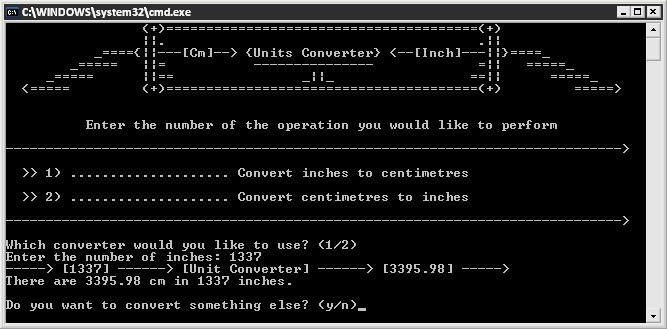 C:\WINDOWS\system32\cmd.exe
(+)=======================================(+)
||. .||
_====(||---[Cm]--> (Units Converter) <--[Inch]---||)====_
_===== ||= --------------- =|| =====_
_===== ||== _||_ ==|| =====_
<===== (+)=======================================(+) =====>
Enter the number of the operation you would like to perform
------------------------------------------------------------------------------>
>> 1) .................... Convert inches to centimetres
>> 2) .................... Convert centimetres to inches
------------------------------------------------------------------------------>
Which converter would you like to use? (1/2)
Enter the number of inches: 1337
-----> [1337] ------> [Unit Converter] ------> [3395.98] ----->
There are 3395.98 cm in 1337 inches.
Do you want to convert something else? (y/n)_